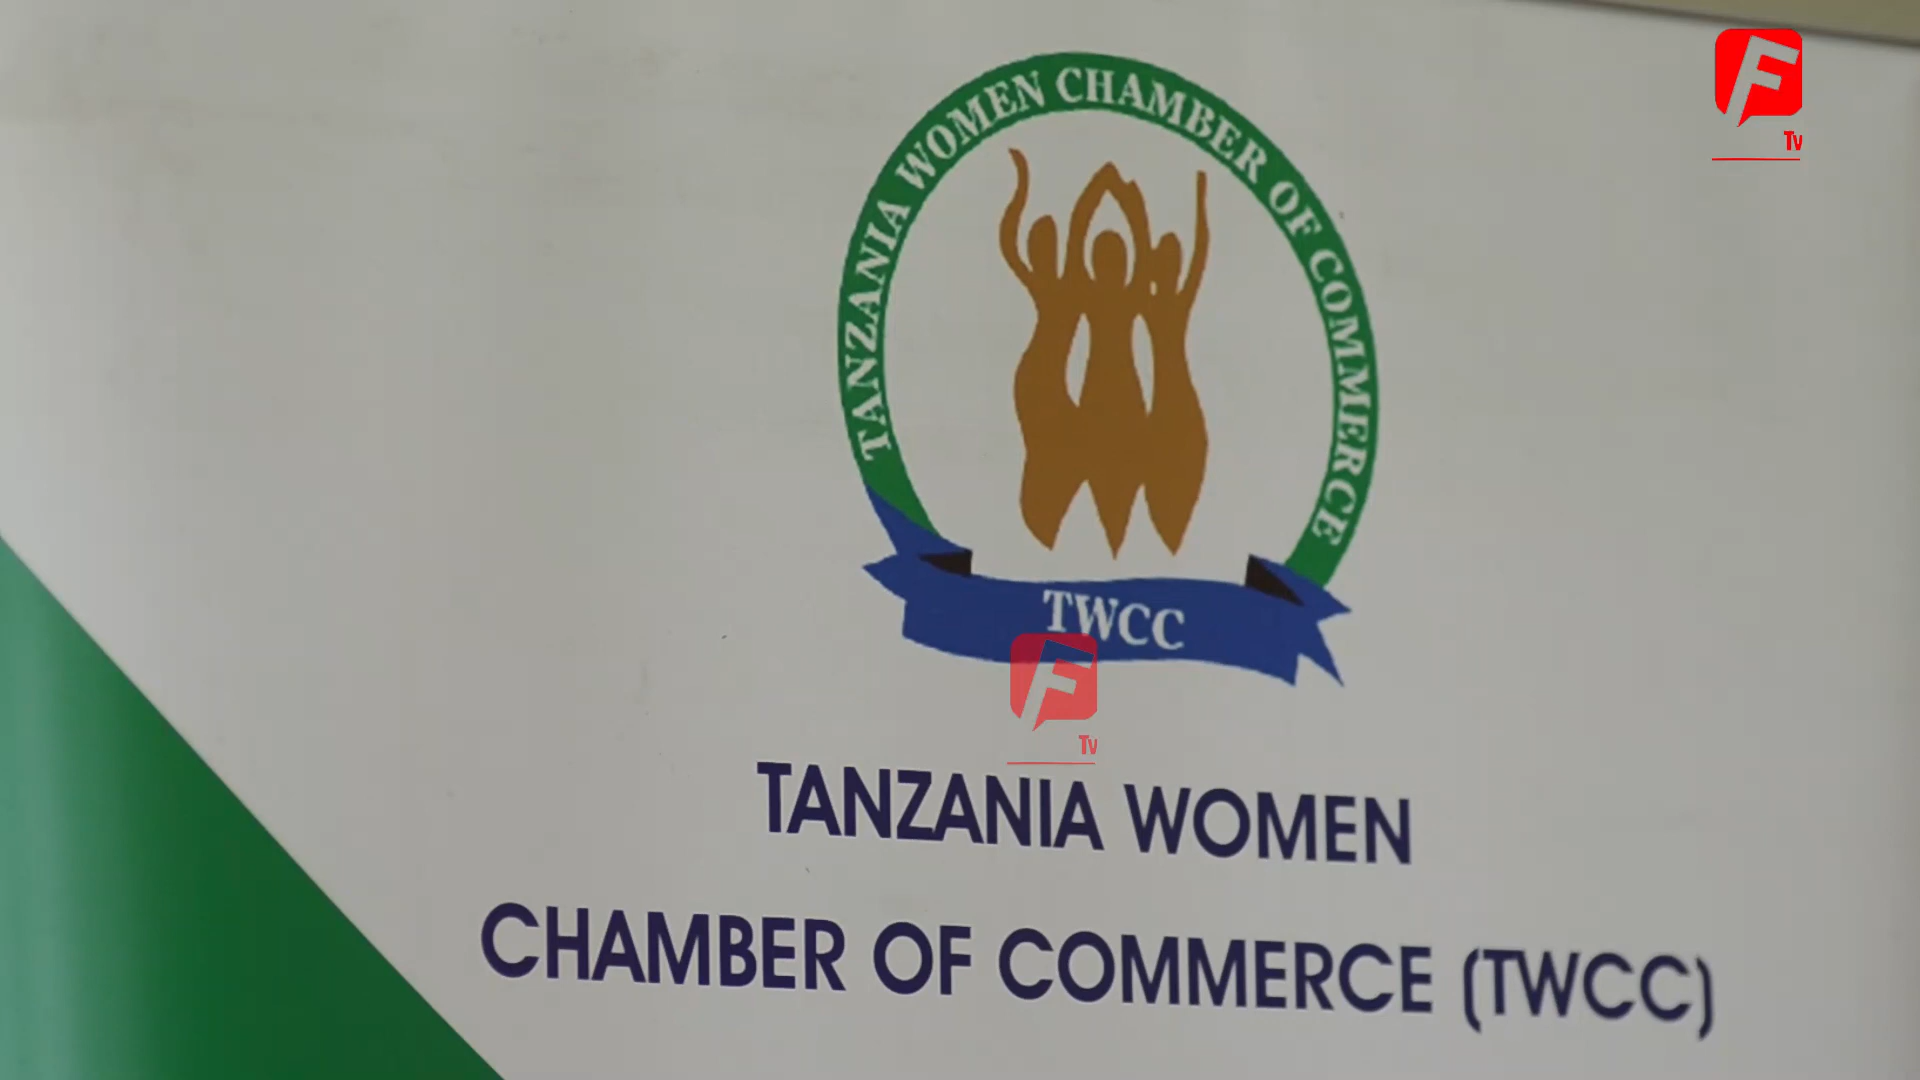 TANZANIA WOMEN CHAMBER OF COMMERCE
TWCC
TANZANIA WOMEN
CHAMBER OF COMMERCE (TWCC)
F
Tv
F
Tv